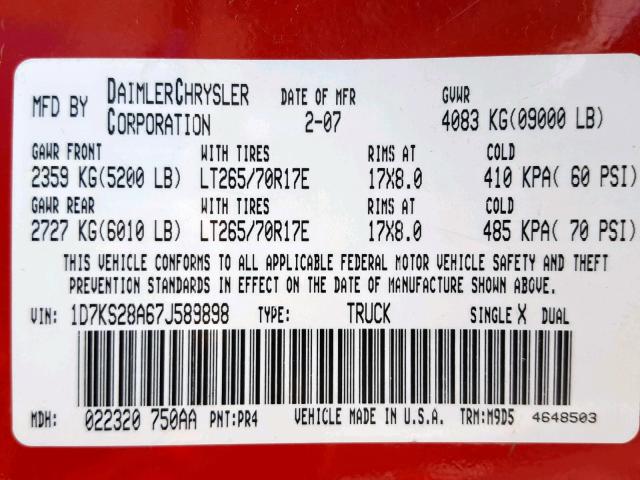 MFD BY DAIMLERCHRYSLER CORPORATION DATE OF MFR 2-07 GVWR 4083 KG(09000 LB)
GAWR FRONT WITH TIRES RIMS AT COLD
2359 KG(5200 LB) LT265/70R17E 17X8.0 410 KPA( 60 PSI)
GAWR REAR WITH TIRES RIMS AT COLD
2727 KG(6010 LB) LT265/70R17E 17X8.0 485 KPA( 70 PSI)
THIS VEHICLE CONFORMS TO ALL APPLICABLE FEDERAL MOTOR VEHICLE SAFETY AND THEFT
PREVENTION STANDARDS IN EFFECT ON THE DATE OF MANUFACTURE SHOWN ABOVE.
VIN: 1D7KS28A67J589898 TYPE: TRUCK SINGLE X DUAL
MDH: 022320 750AA PNT:PR4 VEHICLE MADE IN U.S.A. TRM:M9D5 4648503